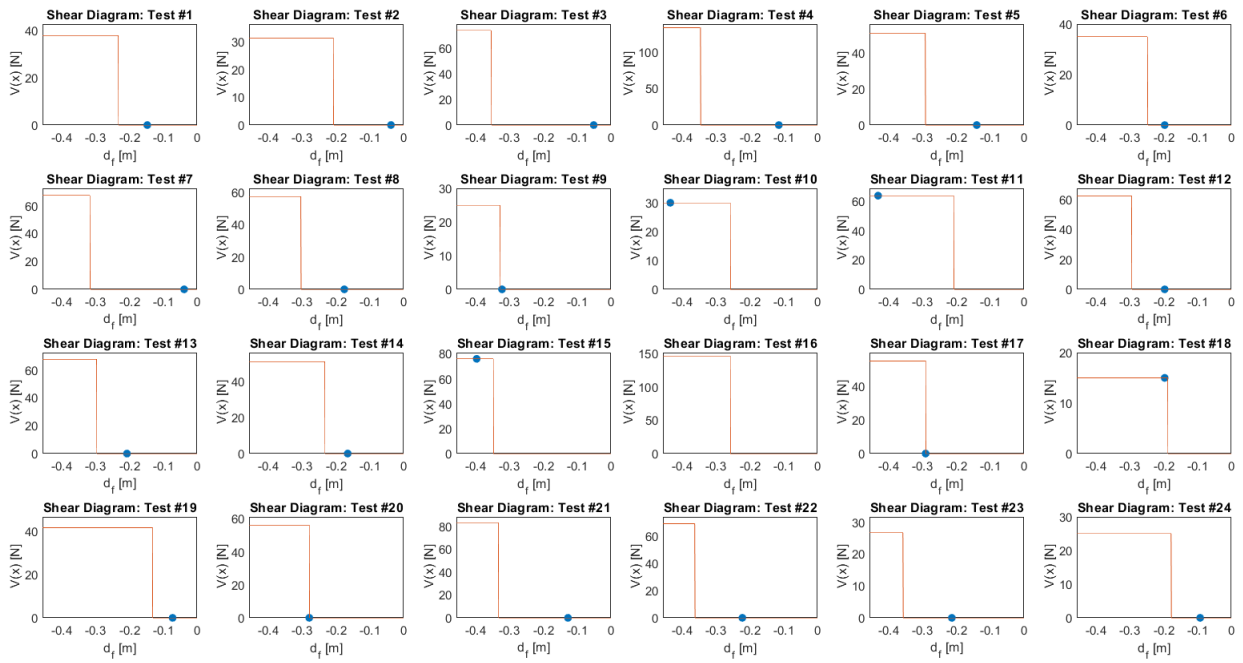 Shear Diagram: Test #1
V(x) [N]
40
20
0
-0.4 -0.3 -0.2 -0.1 0
d_f [m]
Shear Diagram: Test #2
V(x) [N]
30
20
10
0
-0.4 -0.3 -0.2 -0.1 0
d_f [m]
Shear Diagram: Test #3
V(x) [N]
60
40
20
0
-0.4 -0.3 -0.2 -0.1 0
d_f [m]
Shear Diagram: Test #4
V(x) [N]
100
50
0
-0.4 -0.3 -0.2 -0.1 0
d_f [m]
Shear Diagram: Test #5
V(x) [N]
40
20
0
-0.4 -0.3 -0.2 -0.1 0
d_f [m]
Shear Diagram: Test #6
V(x) [N]
40
20
0
-0.4 -0.3 -0.2 -0.1 0
d_f [m]
Shear Diagram: Test #7
V(x) [N]
60
40
20
0
-0.4 -0.3 -0.2 -0.1 0
d_f [m]
Shear Diagram: Test #8
V(x) [N]
60
40
20
0
-0.4 -0.3 -0.2 -0.1 0
d_f [m]
Shear Diagram: Test #9
V(x) [N]
30
20
10
0
-0.4 -0.3 -0.2 -0.1 0
d_f [m]
Shear Diagram: Test #10
V(x) [N]
30
20
10
0
-0.4 -0.3 -0.2 -0.1 0
d_f [m]
Shear Diagram: Test #11
V(x) [N]
60
40
20
0
-0.4 -0.3 -0.2 -0.1 0
d_f [m]
Shear Diagram: Test #12
V(x) [N]
60
40
20
0
-0.4 -0.3 -0.2 -0.1 0
d_f [m]
Shear Diagram: Test #13
V(x) [N]
60
40
20
0
-0.4 -0.3 -0.2 -0.1 0
d_f [m]
Shear Diagram: Test #14
V(x) [N]
40
20
0
-0.4 -0.3 -0.2 -0.1 0
d_f [m]
Shear Diagram: Test #15
V(x) [N]
80
60
40
20
0
-0.4 -0.3 -0.2 -0.1 0
d_f [m]
Shear Diagram: Test #16
V(x) [N]
150
100
50
0
-0.4 -0.3 -0.2 -0.1 0
d_f [m]
Shear Diagram: Test #17
V(x) [N]
40
20
0
-0.4 -0.3 -0.2 -0.1 0
d_f [m]
Shear Diagram: Test #18
V(x) [N]
20
10
0
-0.4 -0.3 -0.2 -0.1 0
d_f [m]
Shear Diagram: Test #19
V(x) [N]
40
20
0
-0.4 -0.3 -0.2 -0.1 0
d_f [m]
Shear Diagram: Test #20
V(x) [N]
60
40
20
0
-0.4 -0.3 -0.2 -0.1 0
d_f [m]
Shear Diagram: Test #21
V(x) [N]
80
60
40
20
0
-0.4 -0.3 -0.2 -0.1 0
d_f [m]
Shear Diagram: Test #22
V(x) [N]
60
40
20
0
-0.4 -0.3 -0.2 -0.1 0
d_f [m]
Shear Diagram: Test #23
V(x) [N]
30
20
10
0
-0.4 -0.3 -0.2 -0.1 0
d_f [m]
Shear Diagram: Test #24
V(x) [N]
30
20
10
0
-0.4 -0.3 -0.2 -0.1 0
d_f [m]